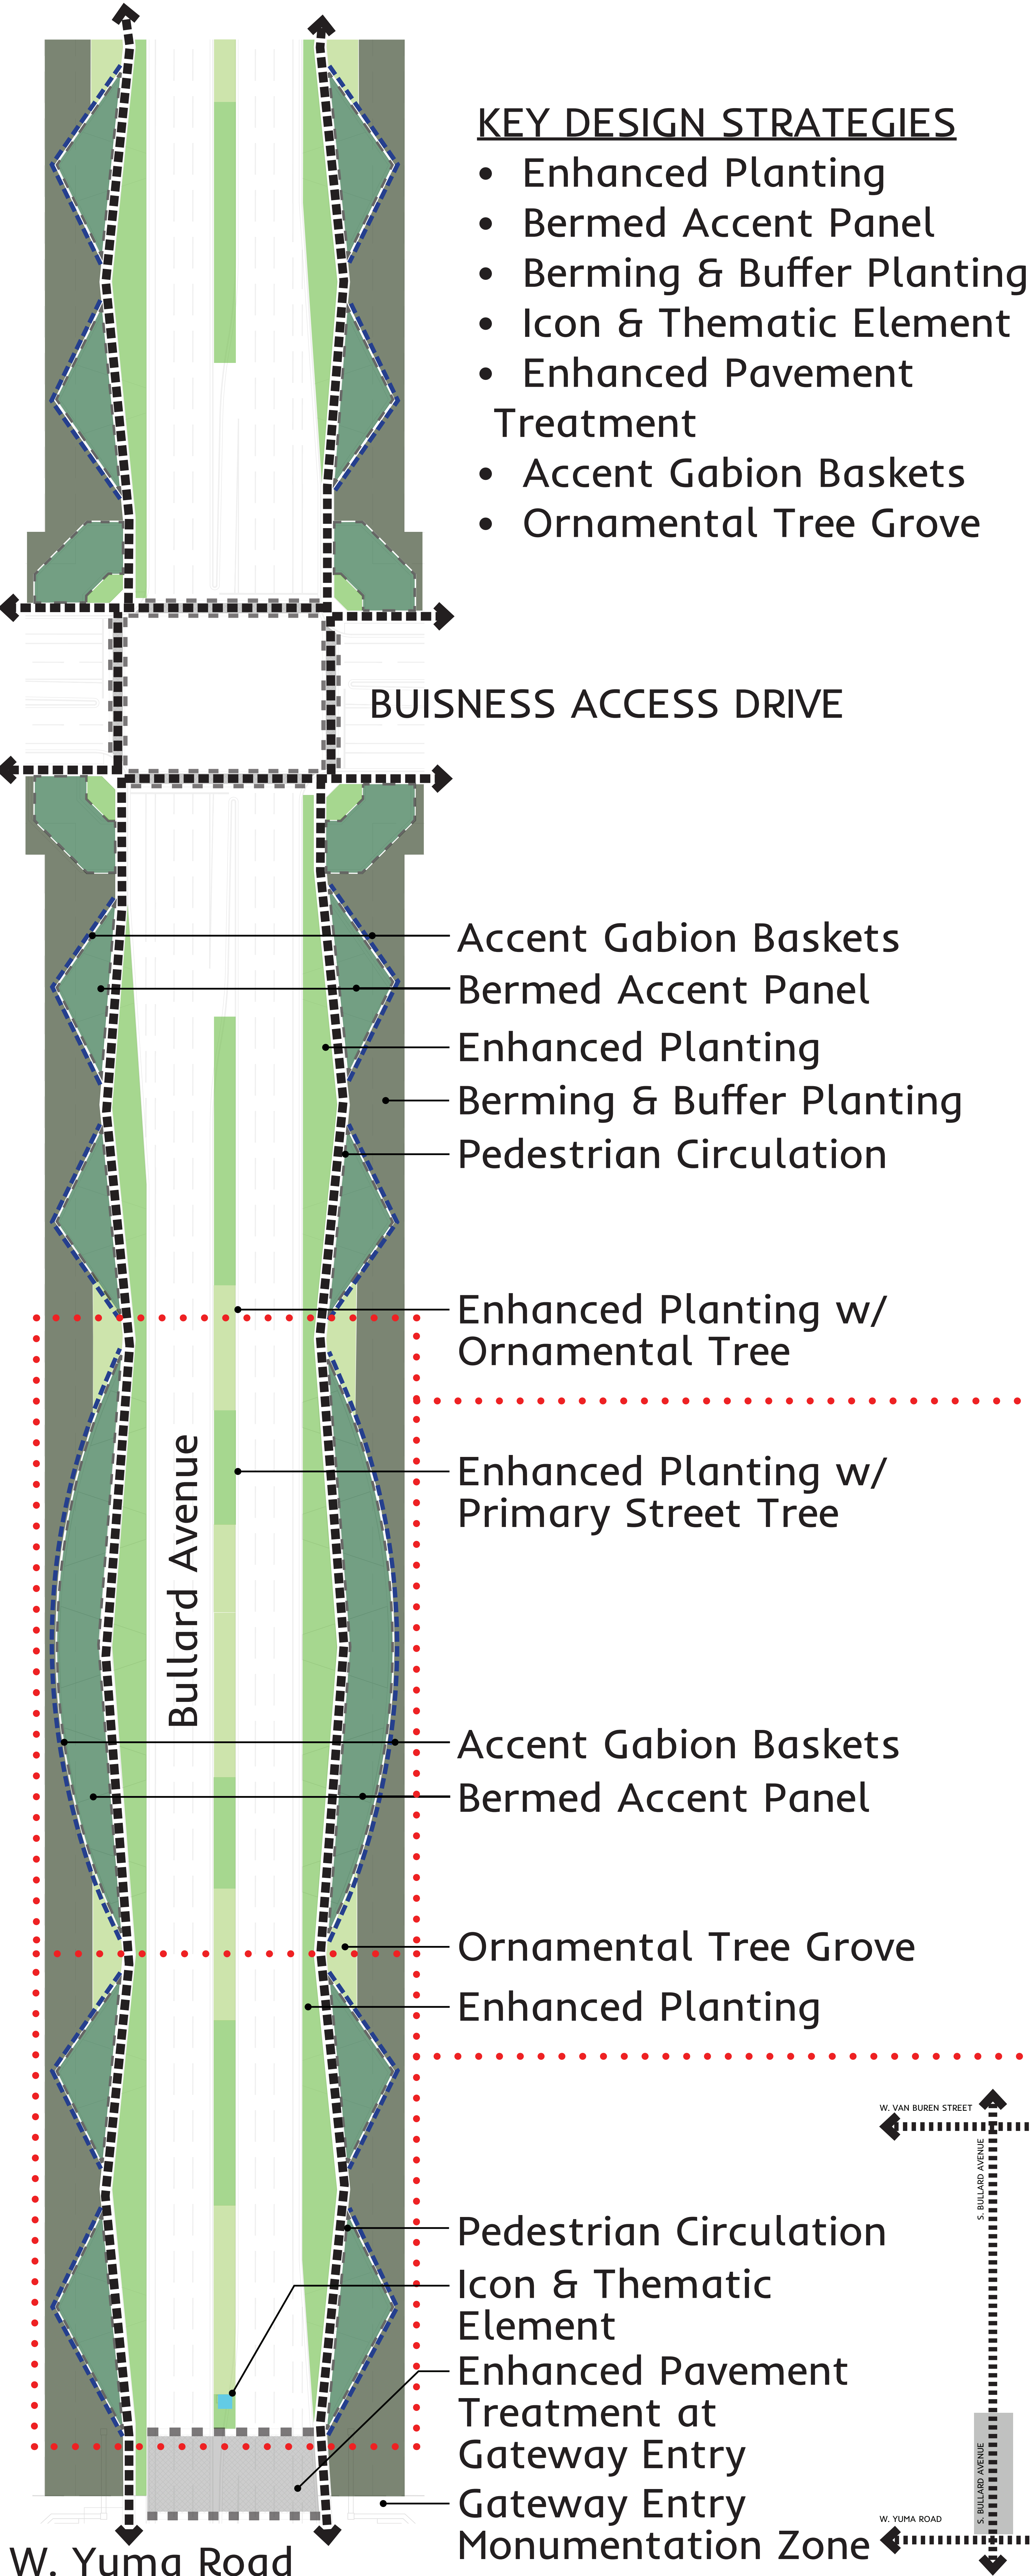 KEY DESIGN STRATEGIES
• Enhanced Planting
• Bermed Accent Panel
• Berming & Buffer Planting
• Icon & Thematic Element
• Enhanced Pavement
Treatment
• Accent Gabion Baskets
• Ornamental Tree Grove
BUISNESS ACCESS DRIVE
Accent Gabion Baskets
Bermed Accent Panel
Enhanced Planting
Berming & Buffer Planting
Pedestrian Circulation
Enhanced Planting w/
Ornamental Tree
Bullard Avenue
Enhanced Planting w/
Primary Street Tree
Accent Gabion Baskets
Bermed Accent Panel
Ornamental Tree Grove
Enhanced Planting
W. VAN BUREN STREET
S. BULLARD AVENUE
Pedestrian Circulation
Icon & Thematic
Element
Enhanced Pavement
Treatment at
Gateway Entry
Gateway Entry
Monumentation Zone
S. BULLARD AVENUE
W. YUMA ROAD
W. Yuma Road